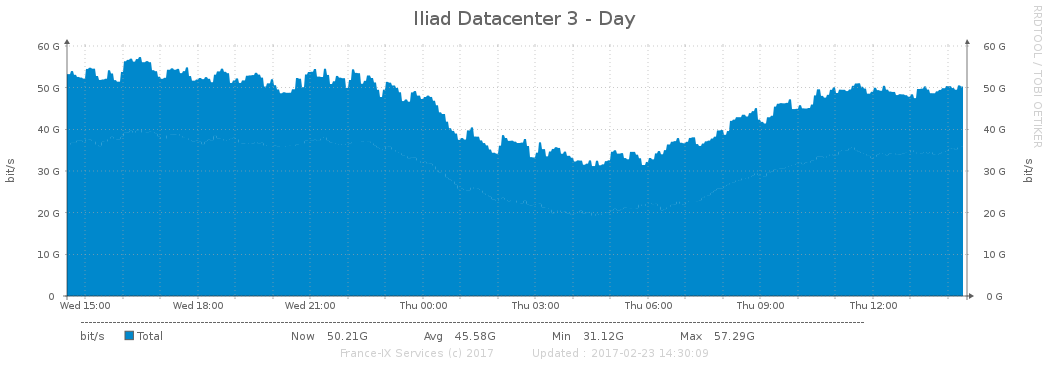 Iliad Datacenter 3 - Day
RRDTOOL / TOBI OETIKER
60 G 60 G
50 G 50 G
40 G 40 G
30 G 30 G
20 G 20 G
10 G 10 G
0 0 G
bit/s bit/s
Wed 15:00 Wed 18:00 Wed 21:00 Thu 00:00 Thu 03:00 Thu 06:00 Thu 09:00 Thu 12:00
bit/s Total Now 50.21G Avg 45.58G Min 31.12G Max 57.29G
France-IX Services (c) 2017 Updated : 2017-02-23 14:30:09